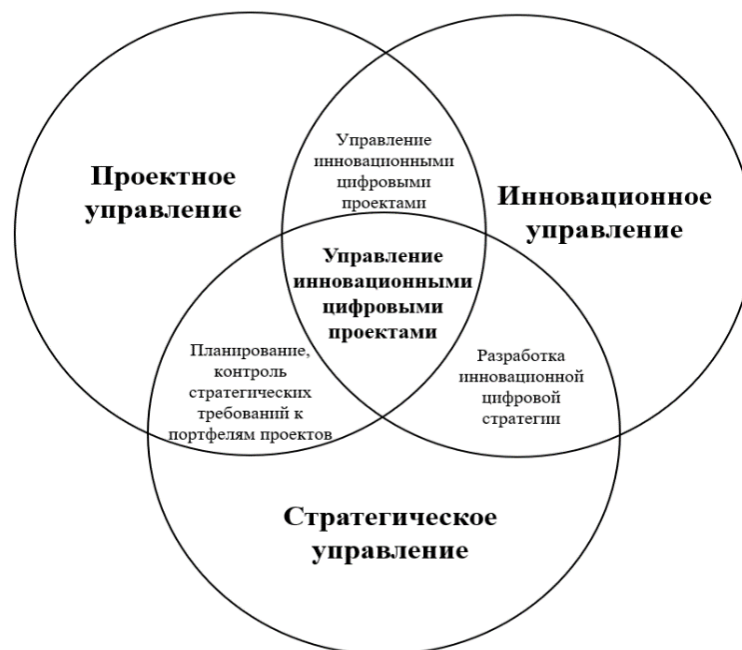 Управление
инновационными
цифровыми
проектами
Проектное
управление
Инновационное
управление
Управление
инновационными
цифровыми
проектами
Планирование,
контроль
стратегических
требований к
портфелям проектов
Разработка
инновационной
цифровой
стратегии
Стратегическое
управление